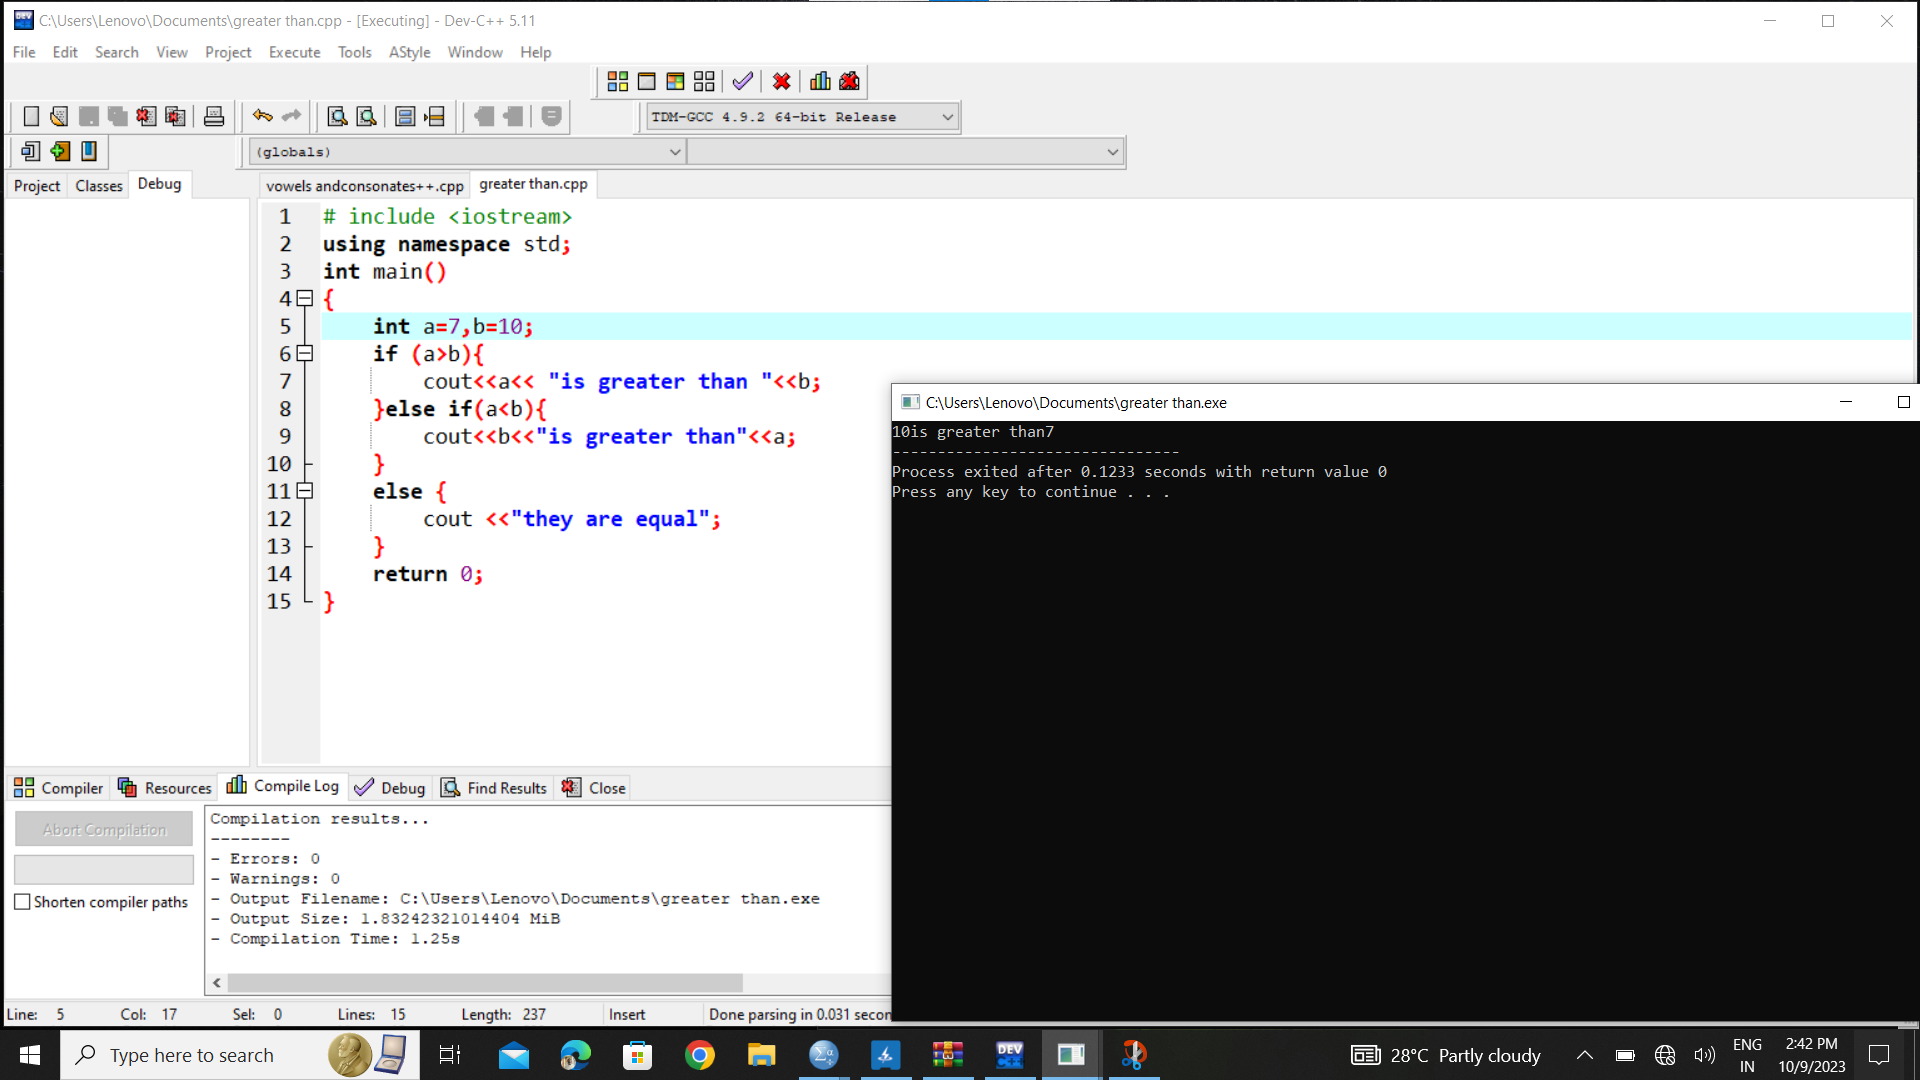 C:\Users\Lenovo\Documents\greater than.cpp - [Executing] - Dev-C++ 5.11
File Edit Search View Project Execute Tools AStyle Window Help
TDM-GCC 4.9.2 64-bit Release
(globals)
Project Classes Debug
vowels andconsonates++.cpp greater than.cpp
1 # include <iostream>
2 using namespace std;
3 int main()
4 {
5 int a=7,b=10;
6 if (a>b){
7 cout<<a<< "is greater than "<<b;
8 }else if(a<b){
9 cout<<b<<"is greater than"<<a;
10 }
11 else {
12 cout <<"they are equal";
13 }
14 return 0;
15 }
C:\Users\Lenovo\Documents\greater than.exe
10is greater than7
--------------------------------
Process exited after 0.1233 seconds with return value 0
Press any key to continue . . .
Compiler Resources Compile Log Debug Find Results Close
Abort Compilation
Shorten compiler paths
Compilation results...
--------
- Errors: 0
- Warnings: 0
- Output Filename: C:\Users\Lenovo\Documents\greater than.exe
- Output Size: 1.83242321014404 MiB
- Compilation Time: 1.25s
Line: 5 Col: 17 Sel: 0 Lines: 15 Length: 237 Insert Done parsing in 0.031 secon
Type here to search
DEV
28°C Partly cloudy
ENG
IN
2:42 PM
10/9/2023